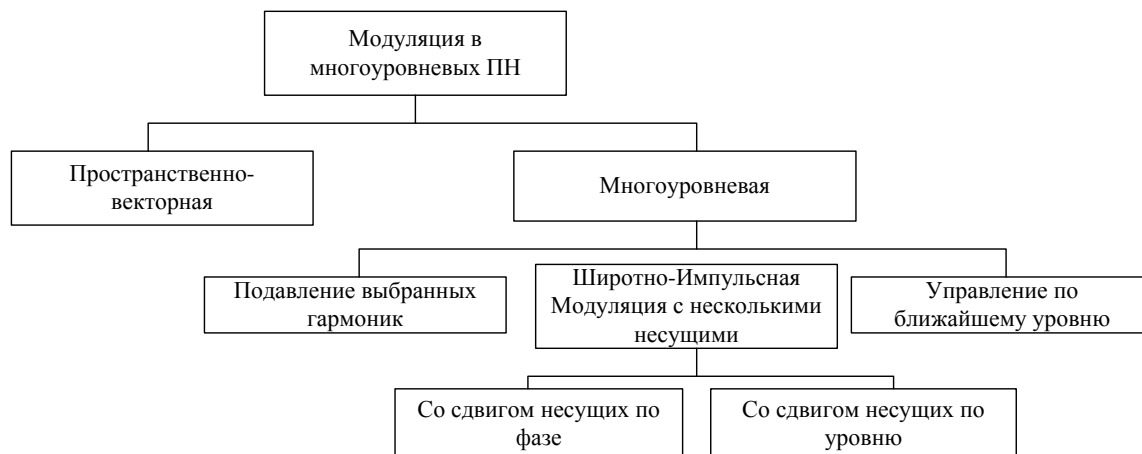 Модуляция в
многоуровневых ПН
Пространственно-
векторная
Многоуровневая
Подавление выбранных
гармоник
Широтно-Импульсная
Модуляция с несколькими
несущими
Управление по
ближайшему уровню
Со сдвигом несущих по
фазе
Со сдвигом несущих по
уровню